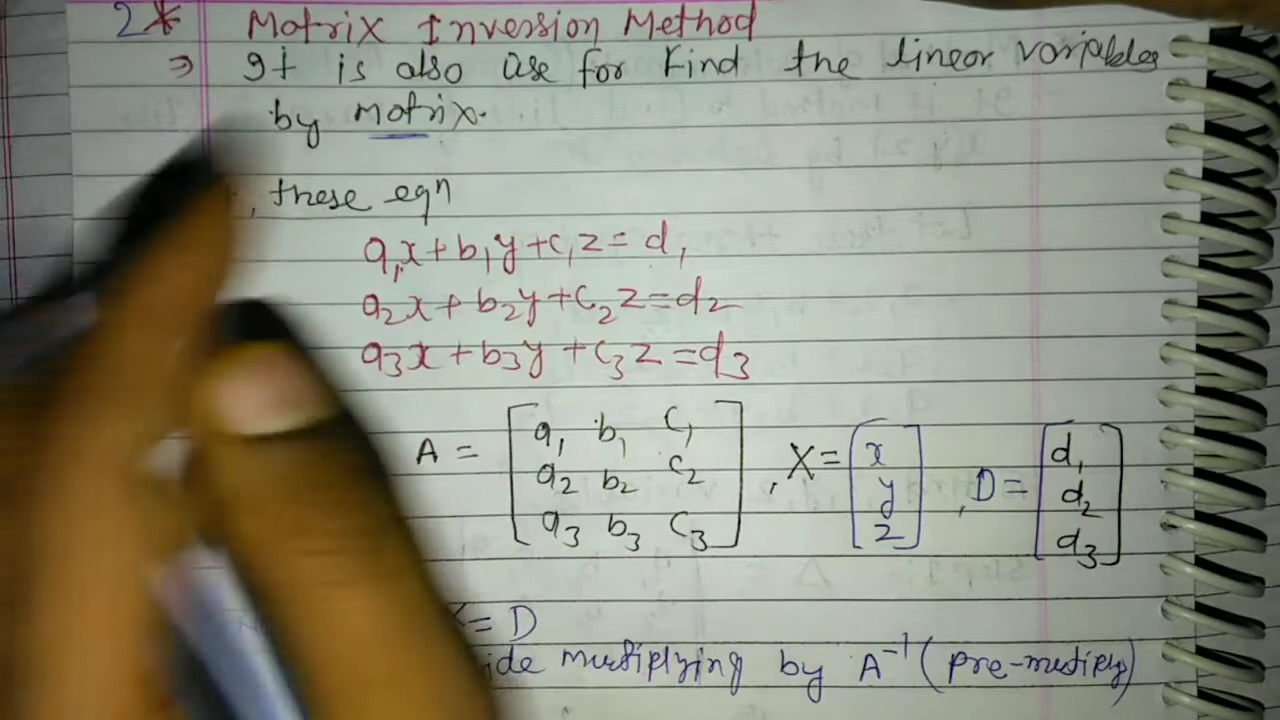 2* Matrix Inversion Method
⇒ It is also use for Find the linear variables
by matrix.
, these eqn
a₁x + b₁y + c₁z = d₁
a₂x + b₂y + c₂z = d₂
a₃x + b₃y + c₃z = d₃
A = [ a₁ b₁ c₁ ; a₂ b₂ c₂ ; a₃ b₃ c₃ ] , X = [ x ; y ; z ] , D = [ d₁ ; d₂ ; d₃ ]
= D
ide multiplying by A⁻¹ (pre-multiply)